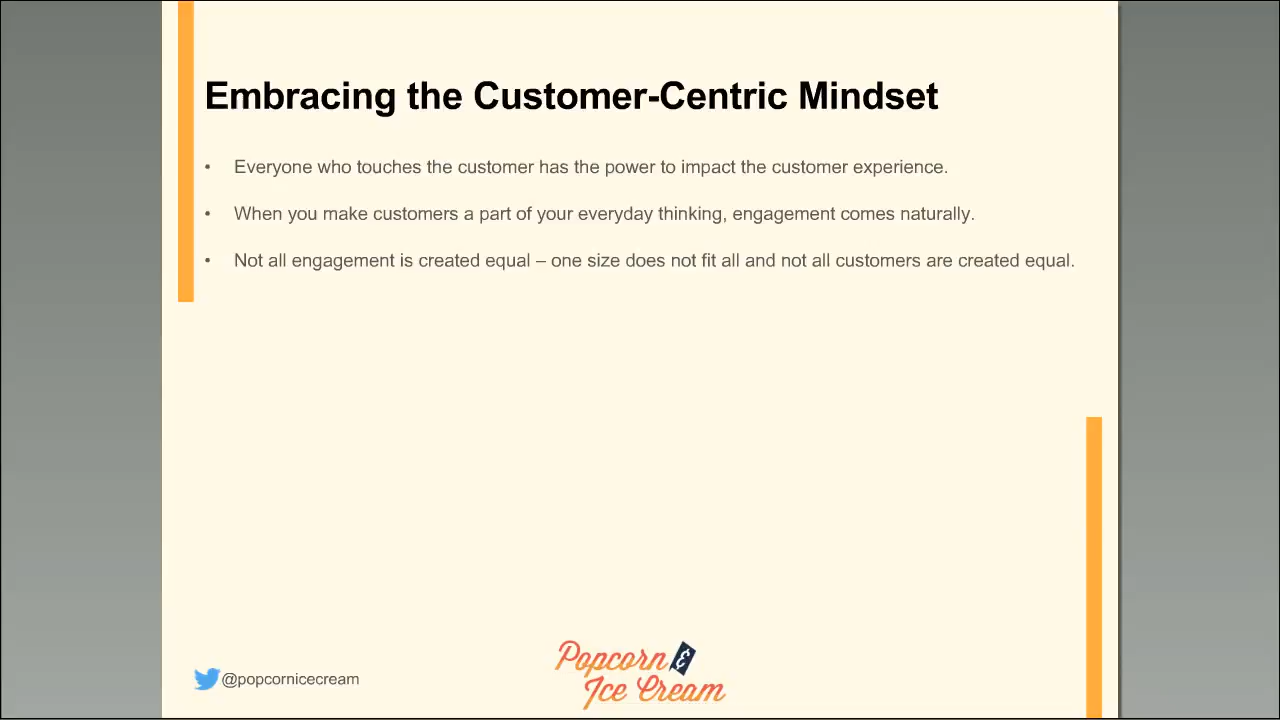 Embracing the Customer-Centric Mindset
• Everyone who touches the customer has the power to impact the customer experience.
• When you make customers a part of your everyday thinking, engagement comes naturally.
• Not all engagement is created equal – one size does not fit all and not all customers are created equal.
@popcornicecream
Popcorn &
Ice Cream